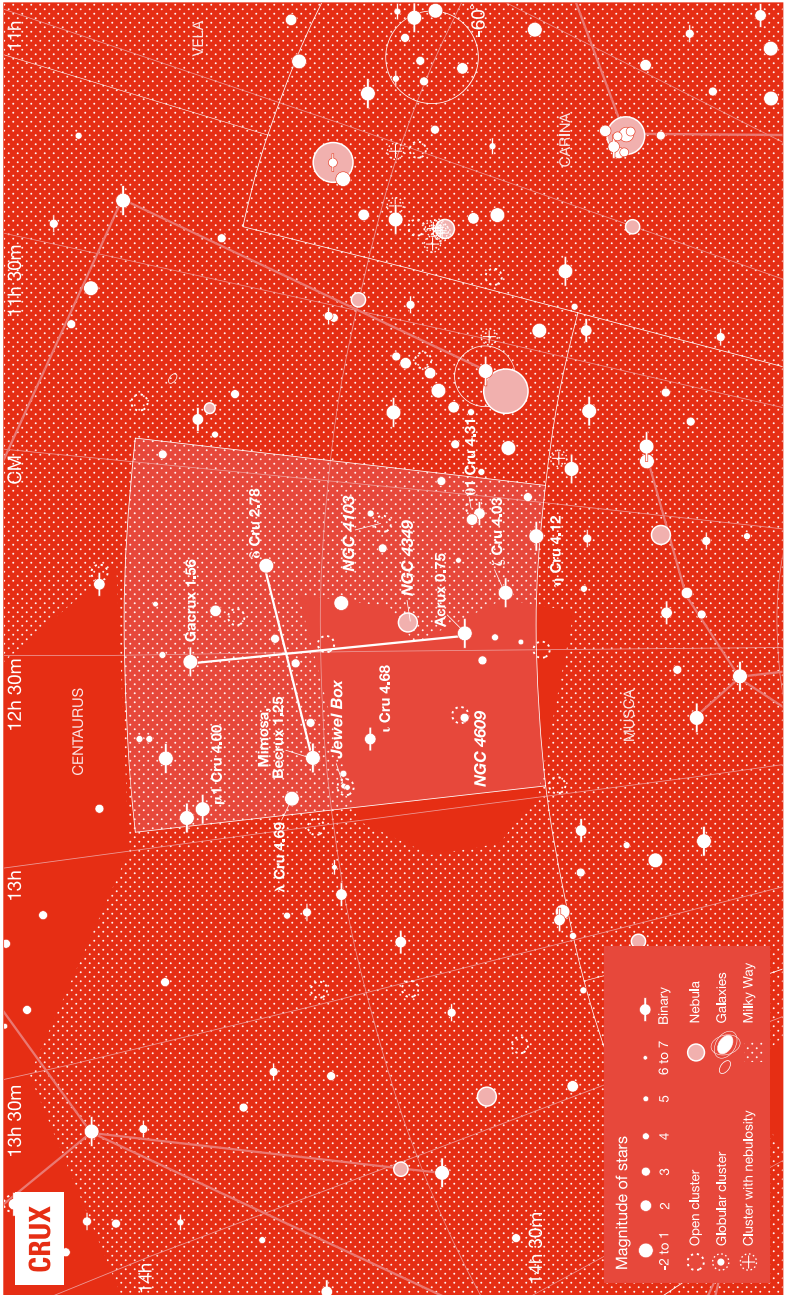 CRUX
11h
11h 30m
CM
12h 30m
13h
13h 30m
14h
14h 30m
-60°
VELA
CARINA
CENTAURUS
MUSCA
Gacrux 1.56
δ Cru 2.78
NGC 4103
NGC 4349
θ1 Cru 4.31
Acrux 0.75
ζ Cru 4.03
η Cru 4.12
μ1 Cru 4.00
Mimosa,
Becrux 1.25
Jewel Box
ι Cru 4.68
NGC 4609
λ Cru 4.69
Magnitude of stars
-2 to 1 2 3 4 5 6 to 7 Binary
Open cluster Nebula
Globular cluster Galaxies
Cluster with nebulosity Milky Way